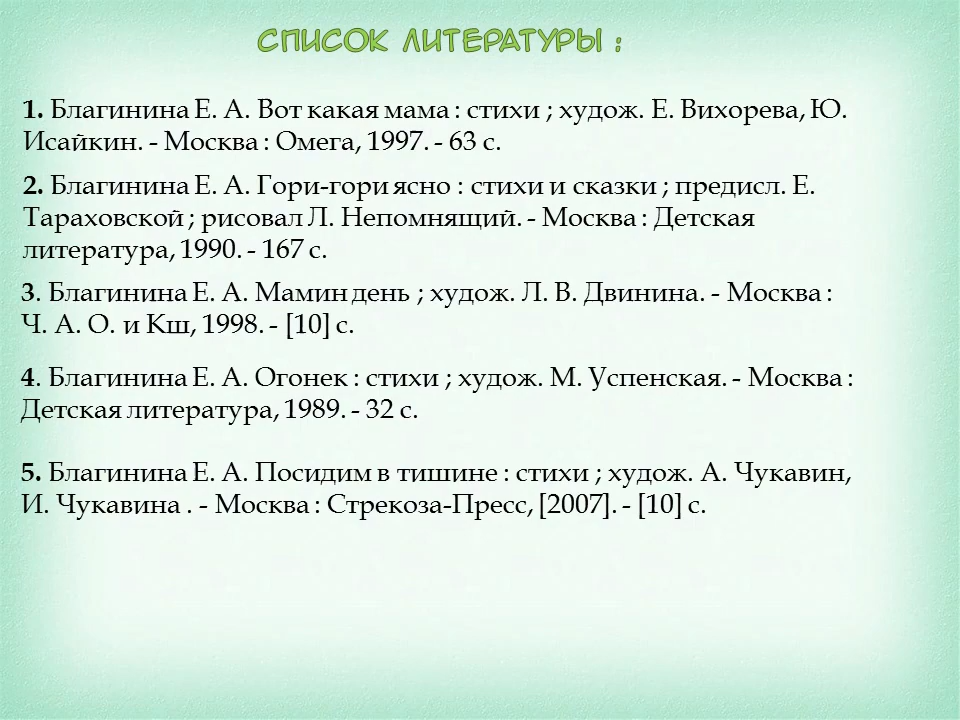 СПИСОК ЛИТЕРАТУРЫ :
1. Благинина Е. А. Вот какая мама : стихи ; худож. Е. Вихорева, Ю.
Исайкин. - Москва : Омега, 1997. - 63 с.
2. Благинина Е. А. Гори-гори ясно : стихи и сказки ; предисл. Е.
Тараховской ; рисовал Л. Непомнящий. - Москва : Детская
литература, 1990. - 167 с.
3. Благинина Е. А. Мамин день ; худож. Л. В. Двинина. - Москва :
Ч. А. О. и Кш, 1998. - [10] с.
4. Благинина Е. А. Огонек : стихи ; худож. М. Успенская. - Москва :
Детская литература, 1989. - 32 с.
5. Благинина Е. А. Посидим в тишине : стихи ; худож. А. Чукавин,
И. Чукавина . - Москва : Стрекоза-Пресс, [2007]. - [10] с.